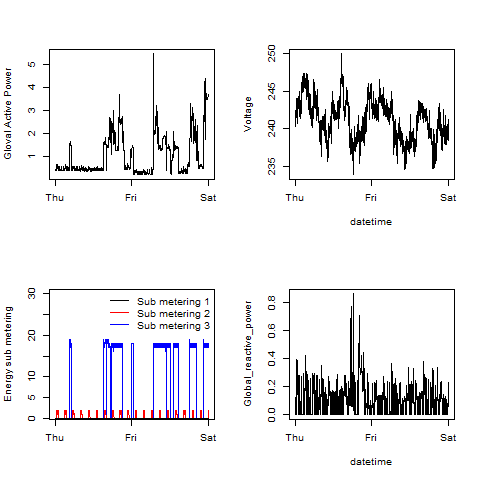 Gloval Active Power
5
4
3
2
1
Thu
Fri
Sat
Voltage
250
245
240
235
Thu
Fri
Sat
datetime
Energy sub metering
30
20
15
10
5
0
Sub metering 1
Sub metering 2
Sub metering 3
Thu
Fri
Sat
Global_reactive_power
0.8
0.6
0.4
0.2
0.0
Thu
Fri
Sat
datetime